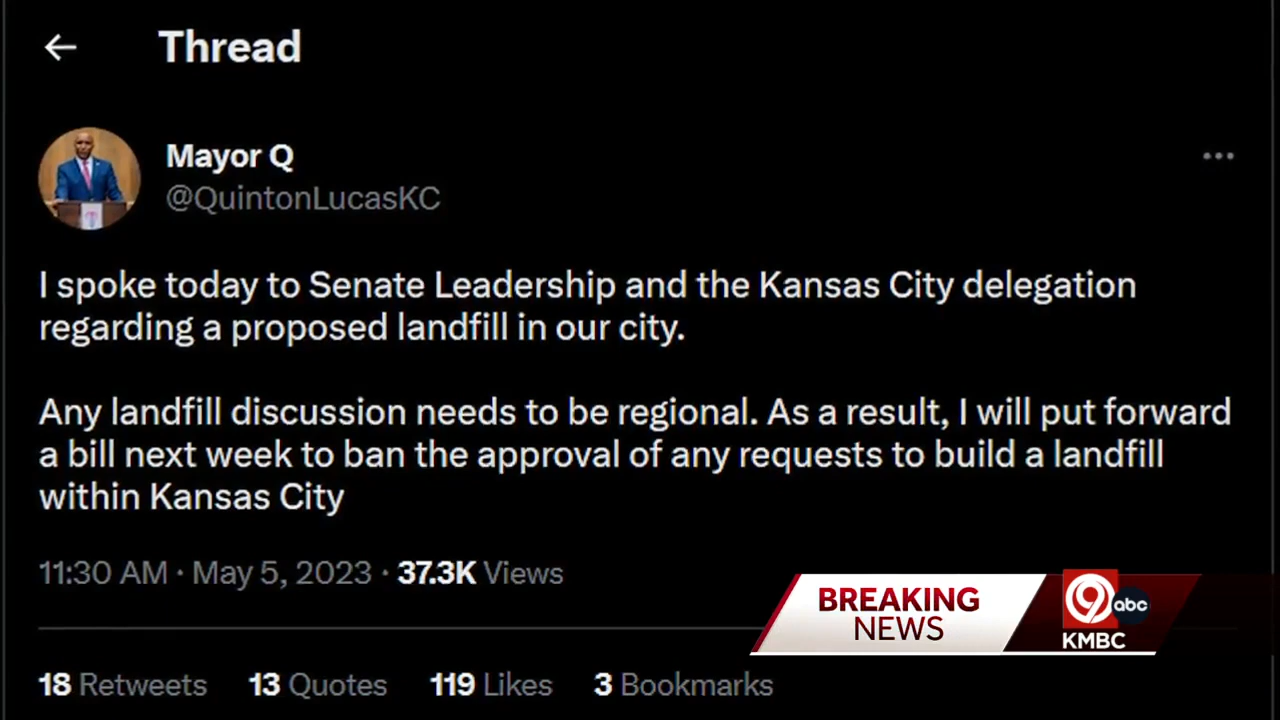 Thread
Mayor Q
@QuintonLucasKC
I spoke today to Senate Leadership and the Kansas City delegation
regarding a proposed landfill in our city.
Any landfill discussion needs to be regional. As a result, I will put forward
a bill next week to ban the approval of any requests to build a landfill
within Kansas City
11:30 AM · May 5, 2023 · 37.3K Views
BREAKING
NEWS
9 abc
KMBC
18 Retweets 13 Quotes 119 Likes 3 Bookmarks